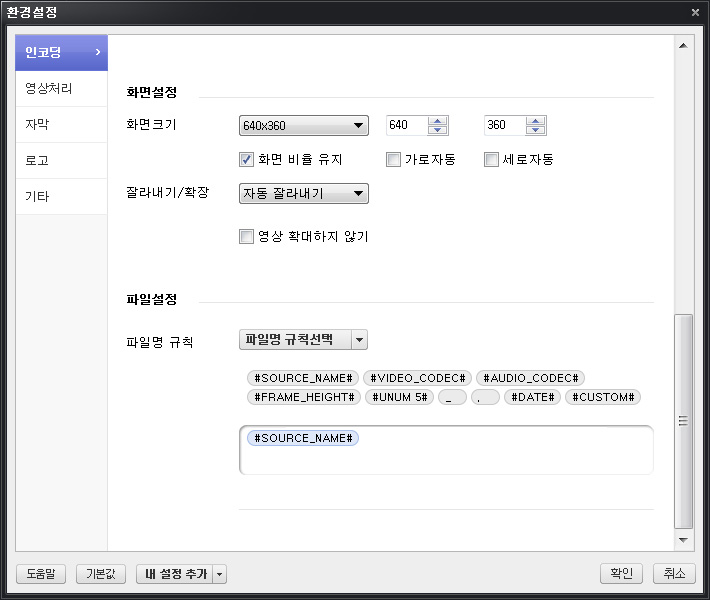 환경설정
인코딩
영상처리
자막
로고
기타
화면설정
화면크기 640x360 640 360
화면 비율 유지 가로자동 세로자동
잘라내기/확장 자동 잘라내기
영상 확대하지 않기
파일설정
파일명 규칙 파일명 규칙선택
#SOURCE_NAME# #VIDEO_CODEC# #AUDIO_CODEC#
#FRAME_HEIGHT# #UNUM 5# _ . #DATE# #CUSTOM#
#SOURCE_NAME#
도움말 기본값 내 설정 추가 확인 취소